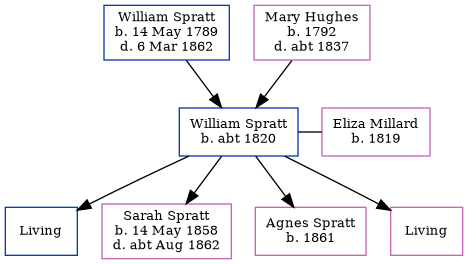 William Spratt
b. 14 May 1789
d. 6 Mar 1862
Mary Hughes
b. 1792
d. abt 1837
William Spratt
b. abt 1820
Eliza Millard
b. 1819
Living
Sarah Spratt
b. 14 May 1858
d. abt Aug 1862
Agnes Spratt
b. 1861
Living